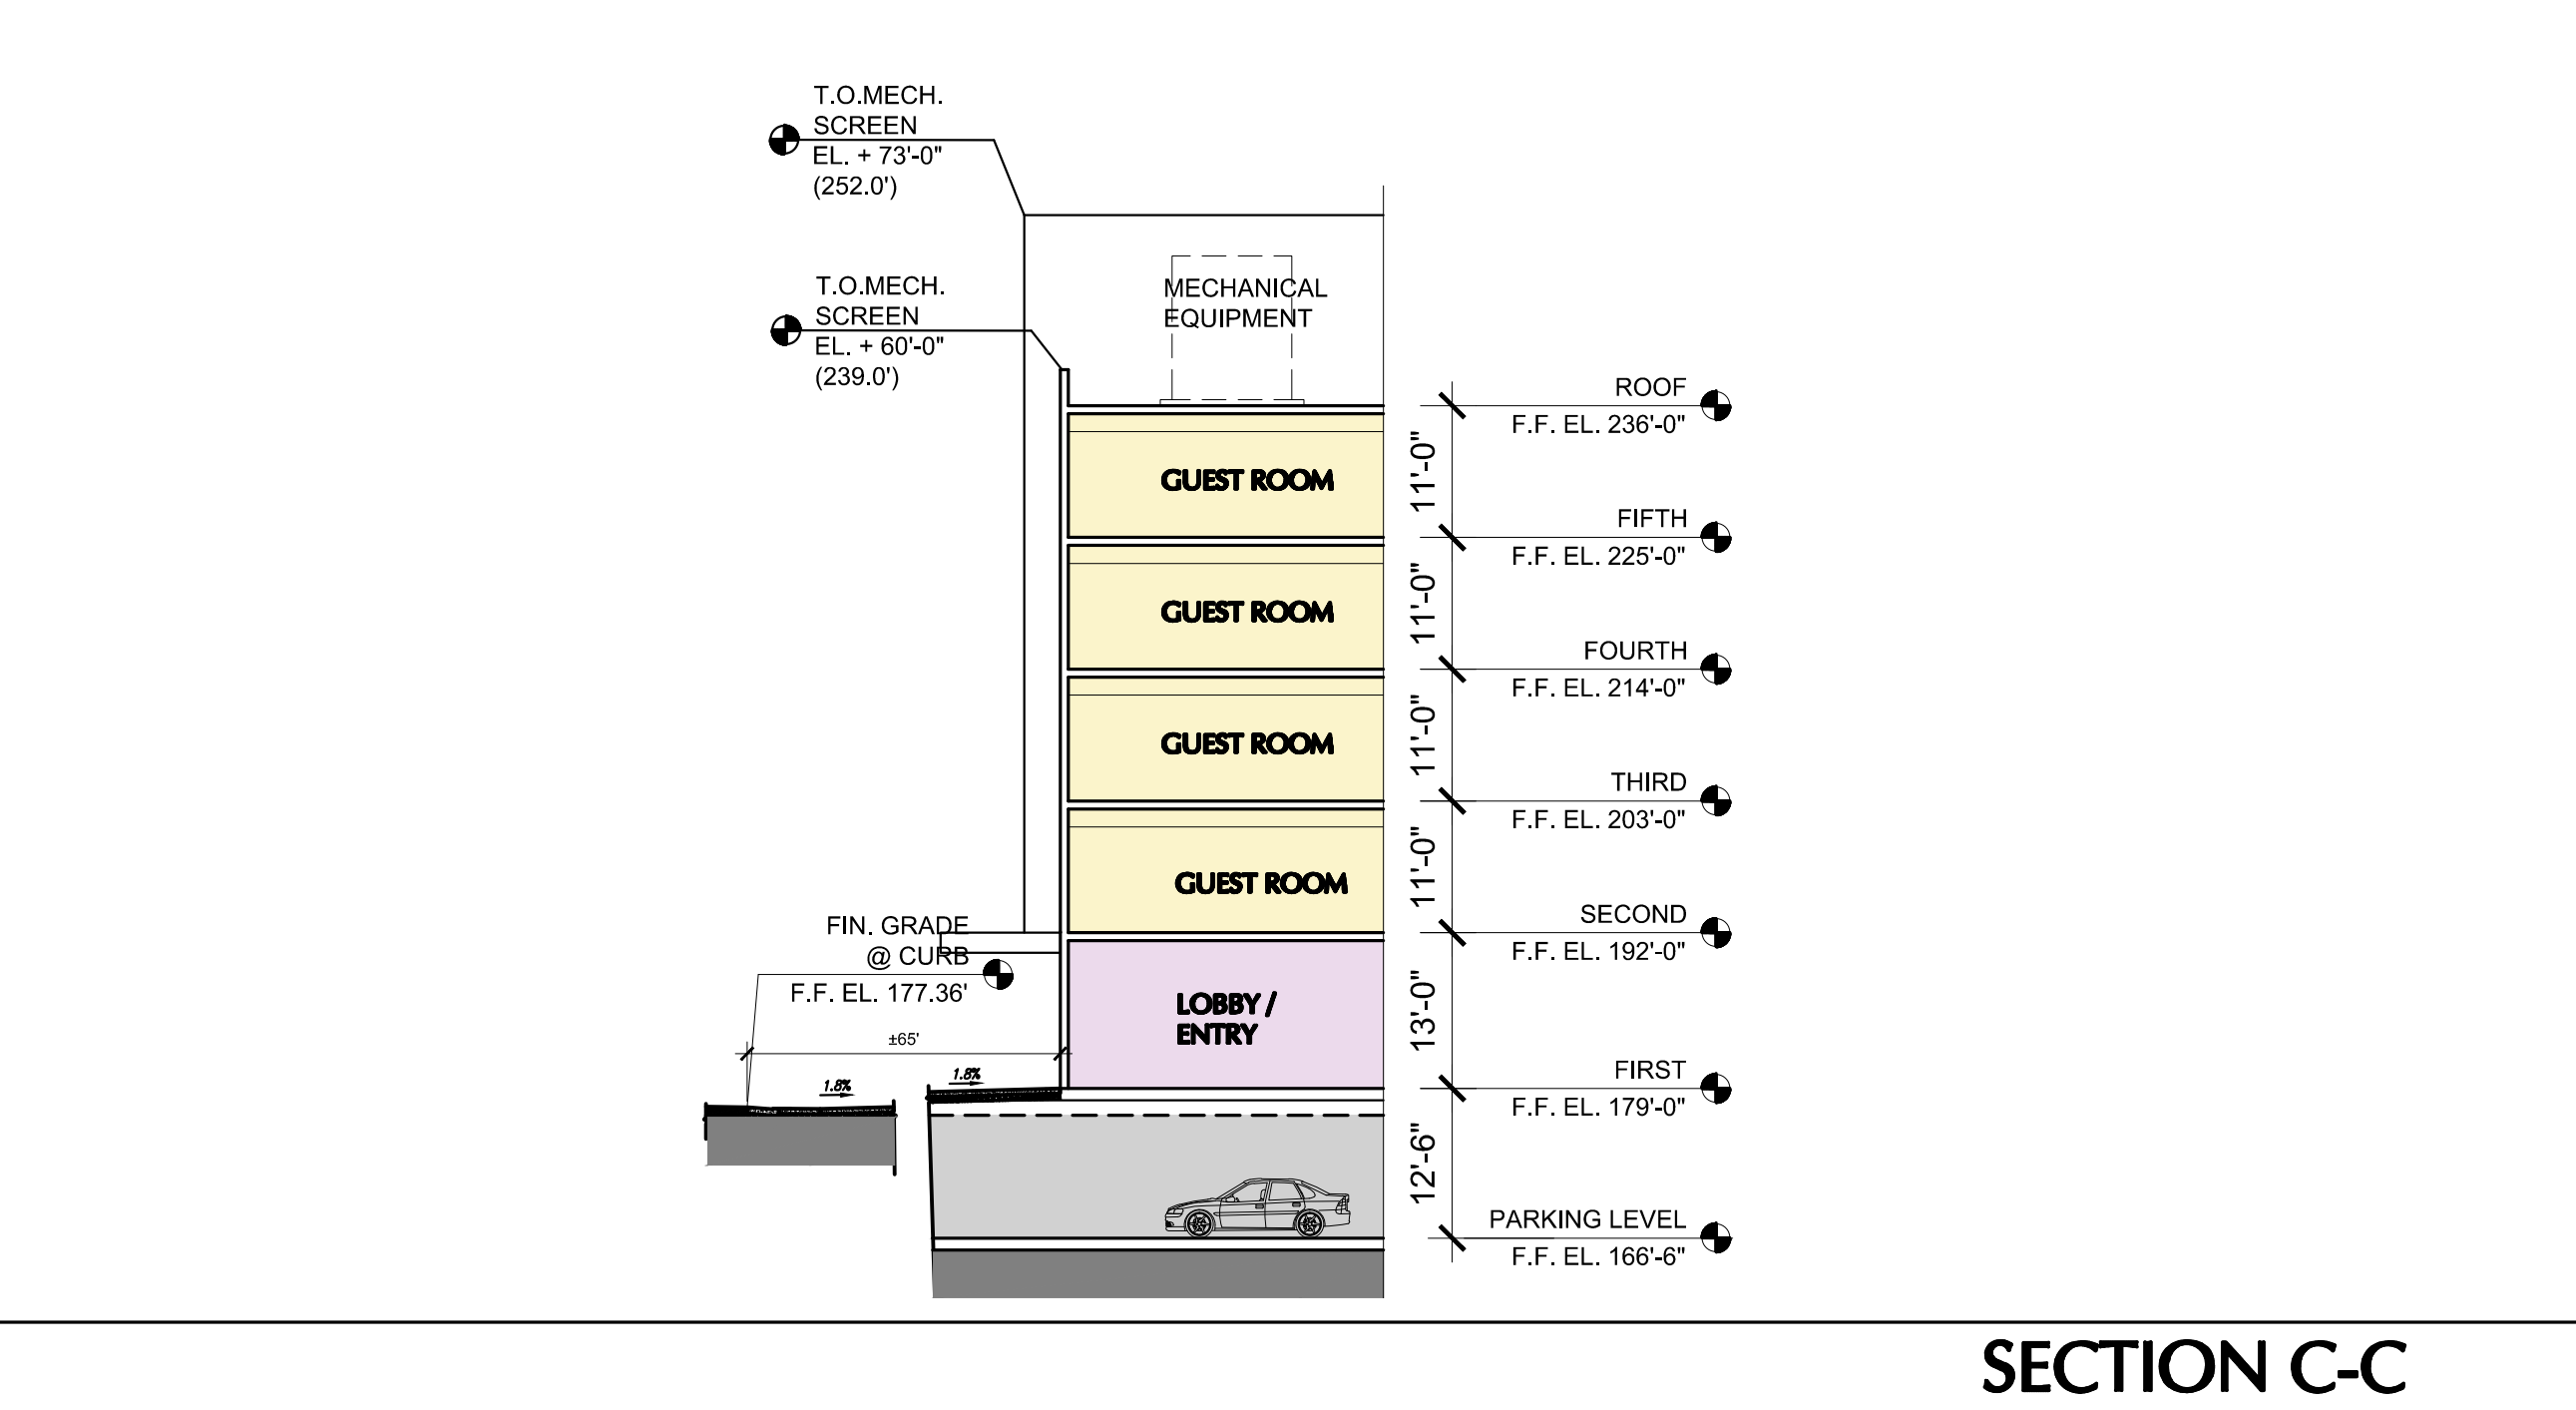 T.O.MECH.
SCREEN
EL. + 73'-0"
(252.0')
T.O.MECH.
SCREEN
EL. + 60'-0"
(239.0')
MECHANICAL
EQUIPMENT
ROOF
F.F. EL. 236'-0"
11'-0"
GUEST ROOM
FIFTH
F.F. EL. 225'-0"
11'-0"
GUEST ROOM
FOURTH
F.F. EL. 214'-0"
11'-0"
GUEST ROOM
THIRD
F.F. EL. 203'-0"
11'-0"
GUEST ROOM
SECOND
F.F. EL. 192'-0"
FIN. GRADE
@ CURB
F.F. EL. 177.36'
±65'
1.8%
1.8%
LOBBY /
ENTRY
13'-0"
FIRST
F.F. EL. 179'-0"
12'-6"
PARKING LEVEL
F.F. EL. 166'-6"
SECTION C-C